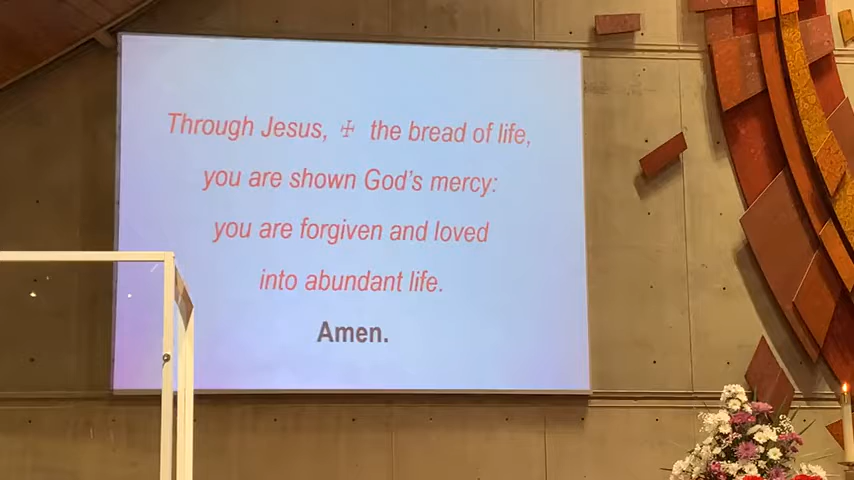 Through Jesus, ☩ the bread of life,
you are shown God's mercy:
you are forgiven and loved
into abundant life.
Amen.